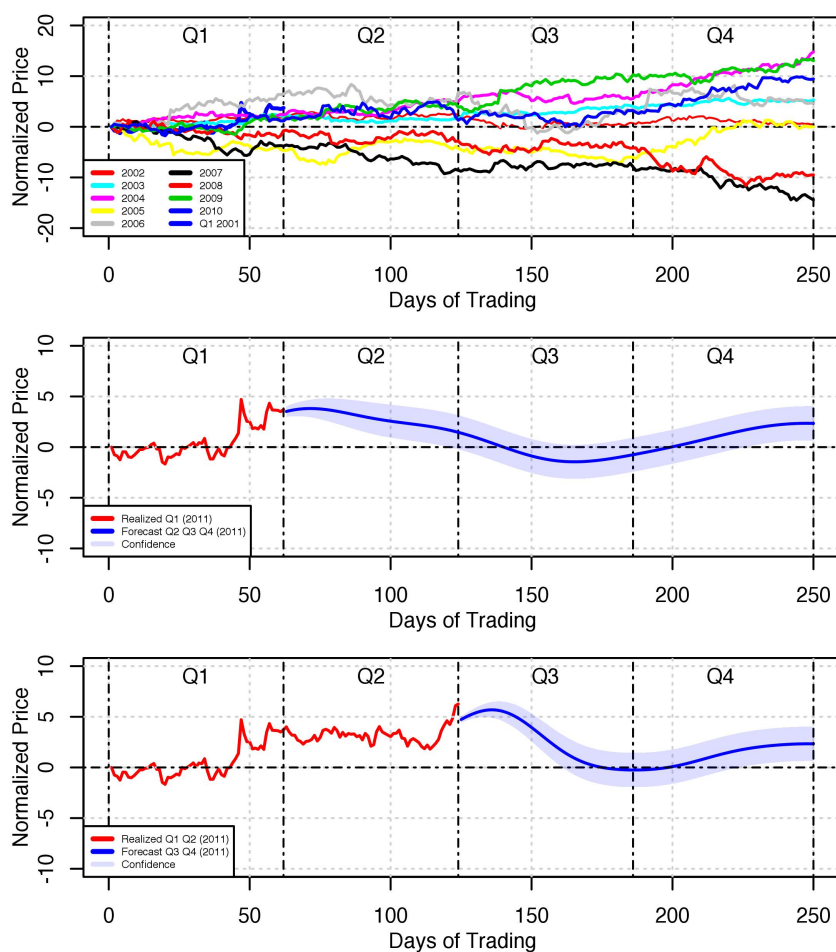 Q1 Q2 Q3 Q4
20
10
0
-10
-20
Normalized Price
2002 2007
2003 2008
2004 2009
2005 2010
2006 Q1 2001
0 50 100 150 200 250
Days of Trading
Q1 Q2 Q3 Q4
10
5
0
-5
-10
Normalized Price
Realized Q1 (2011)
Forecast Q2 Q3 Q4 (2011)
Confidence
0 50 100 150 200 250
Days of Trading
Q1 Q2 Q3 Q4
10
5
0
-5
-10
Normalized Price
Realized Q1 Q2 (2011)
Forecast Q3 Q4 (2011)
Confidence
0 50 100 150 200 250
Days of Trading